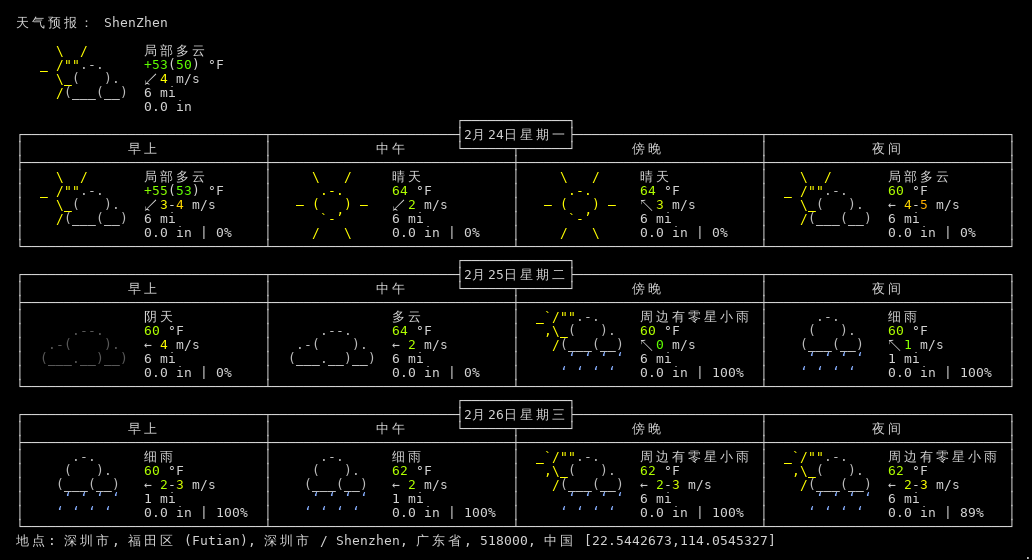 天气预报： ShenZhen
局部多云
+53(50) °F
↙ 4 m/s
6 mi
0.0 in
2月24日星期一
早上 中午 傍晚 夜间
局部多云 晴天 晴天 局部多云
+55(53) °F 64 °F 64 °F 60 °F
↙ 3-4 m/s ↙ 2 m/s ↖ 3 m/s ← 4-5 m/s
6 mi 6 mi 6 mi 6 mi
0.0 in | 0% 0.0 in | 0% 0.0 in | 0% 0.0 in | 0%
2月25日星期二
早上 中午 傍晚 夜间
阴天 多云 周边有零星小雨 细雨
60 °F 64 °F 60 °F 60 °F
← 4 m/s ← 2 m/s ↖ 0 m/s ↖ 1 m/s
6 mi 6 mi 6 mi 1 mi
0.0 in | 0% 0.0 in | 0% 0.0 in | 100% 0.0 in | 100%
2月26日星期三
早上 中午 傍晚 夜间
细雨 细雨 周边有零星小雨 周边有零星小雨
60 °F 62 °F 62 °F 62 °F
← 2-3 m/s ← 2 m/s ← 2-3 m/s ← 2-3 m/s
1 mi 1 mi 6 mi 6 mi
0.0 in | 100% 0.0 in | 100% 0.0 in | 100% 0.0 in | 89%
地点: 深圳市, 福田区 (Futian), 深圳市 / Shenzhen, 广东省, 518000, 中国 [22.5442673,114.0545327]